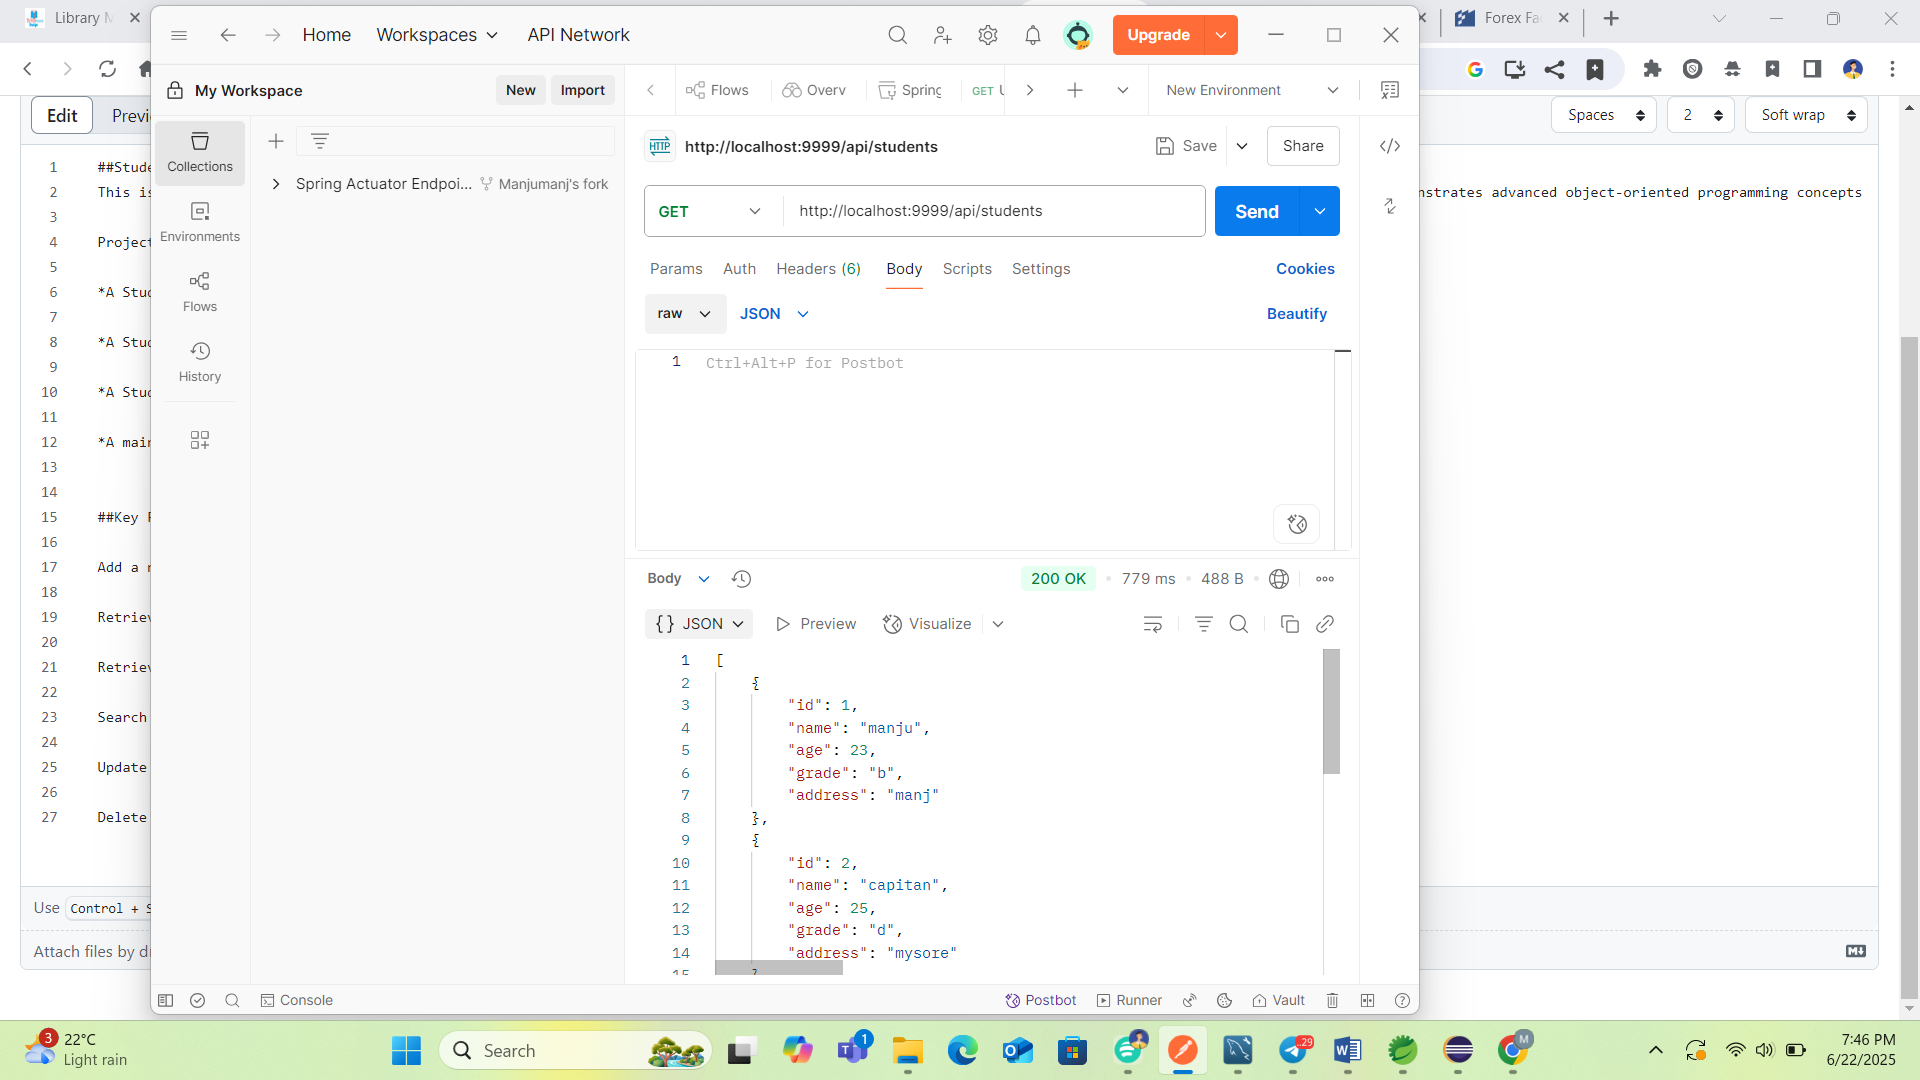 Library M
Forex Fa
Home
Workspaces
API Network
Upgrade
My Workspace
New
Import
Flows
Overv
Spring
GET
New Environment
Edit
Previ
Spaces
2
Soft wrap
Collections
Environments
Flows
History
Spring Actuator Endpoi...
Manjumanj's fork
HTTP
http://localhost:9999/api/students
Save
Share
GET
http://localhost:9999/api/students
Send
Params
Auth
Headers (6)
Body
Scripts
Settings
Cookies
raw
JSON
Beautify
1
Ctrl+Alt+P for Postbot
1 ##Stude
2 This is
nstrates advanced object-oriented programming concepts
3
4 Project
5
6 *A Stud
7
8 *A Stud
9
10 *A Stud
11
12 *A main
13
14
15 ##Key F
16
17 Add a n
18
19 Retriev
20
21 Retriev
22
23 Search
24
25 Update
26
27 Delete
Use Control + S
Attach files by dr
Body
200 OK
779 ms
488 B
{} JSON
Preview
Visualize
1 [
2 {
3 "id": 1,
4 "name": "manju",
5 "age": 23,
6 "grade": "b",
7 "address": "manj"
8 },
9 {
10 "id": 2,
11 "name": "capitan",
12 "age": 25,
13 "grade": "d",
14 "address": "mysore"
15 }
Console
Postbot
Runner
Vault
3
22°C
Light rain
Search
1
29
M
7:46 PM
6/22/2025